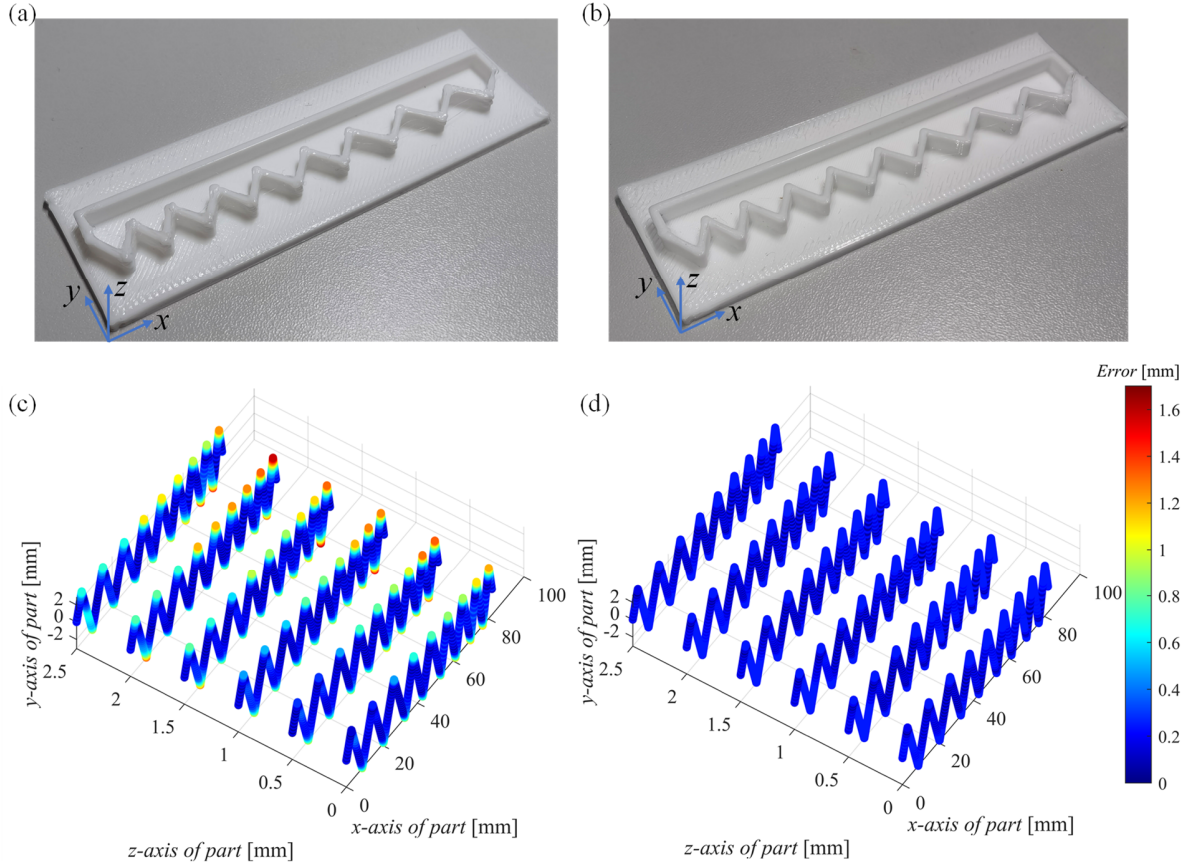 (a)
(b)
y
z
x
y
z
x
(c)
(d)
Error [mm]
1.6
1.4
1.2
1
0.8
0.6
0.4
0.2
0
y-axis of part [mm]
2
0
-2
2.5
2
1.5
1
0.5
0
0
20
40
60
80
100
x-axis of part [mm]
z-axis of part [mm]
y-axis of part [mm]
2
0
-2
2.5
2
1.5
1
0.5
0
0
20
40
60
80
100
x-axis of part [mm]
z-axis of part [mm]